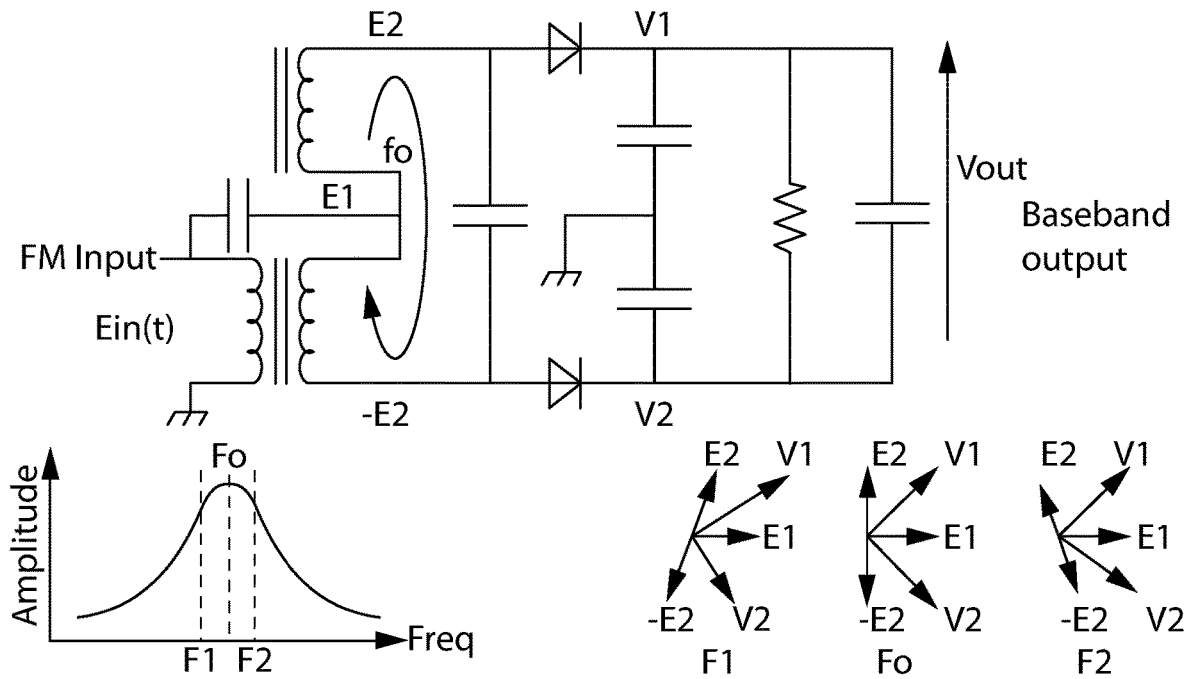 E2
V1
fo
E1
Vout
Baseband
output
FM Input
Ein(t)
-E2
V2
Fo
Amplitude
Freq
F1
F2
E2
V1
E1
-E2
V2
F1
E2
V1
E1
-E2
V2
Fo
E2
V1
E1
-E2
V2
F2